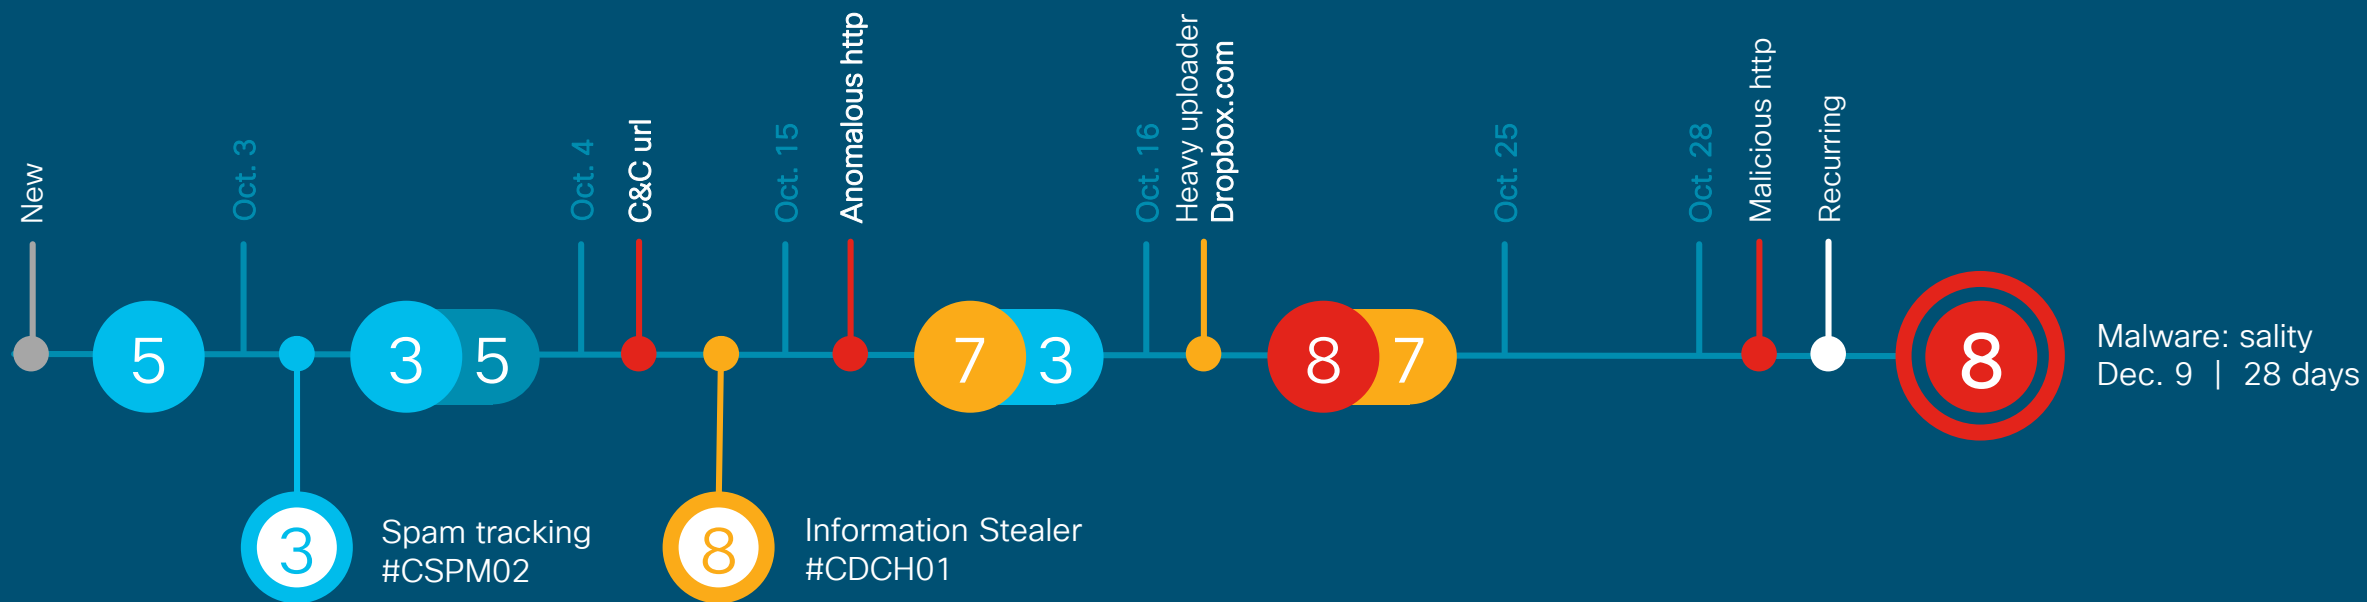 New
5
Oct. 3
3
Spam tracking
#CSPM02
3 5
Oct. 4
C&C url
8
Information Stealer
#CDCH01
Oct. 15
Anomalous http
7 3
Oct. 16
Heavy uploader
Dropbox.com
8 7
Oct. 25
Oct. 28
Malicious http
Recurring
8
Malware: sality
Dec. 9 | 28 days